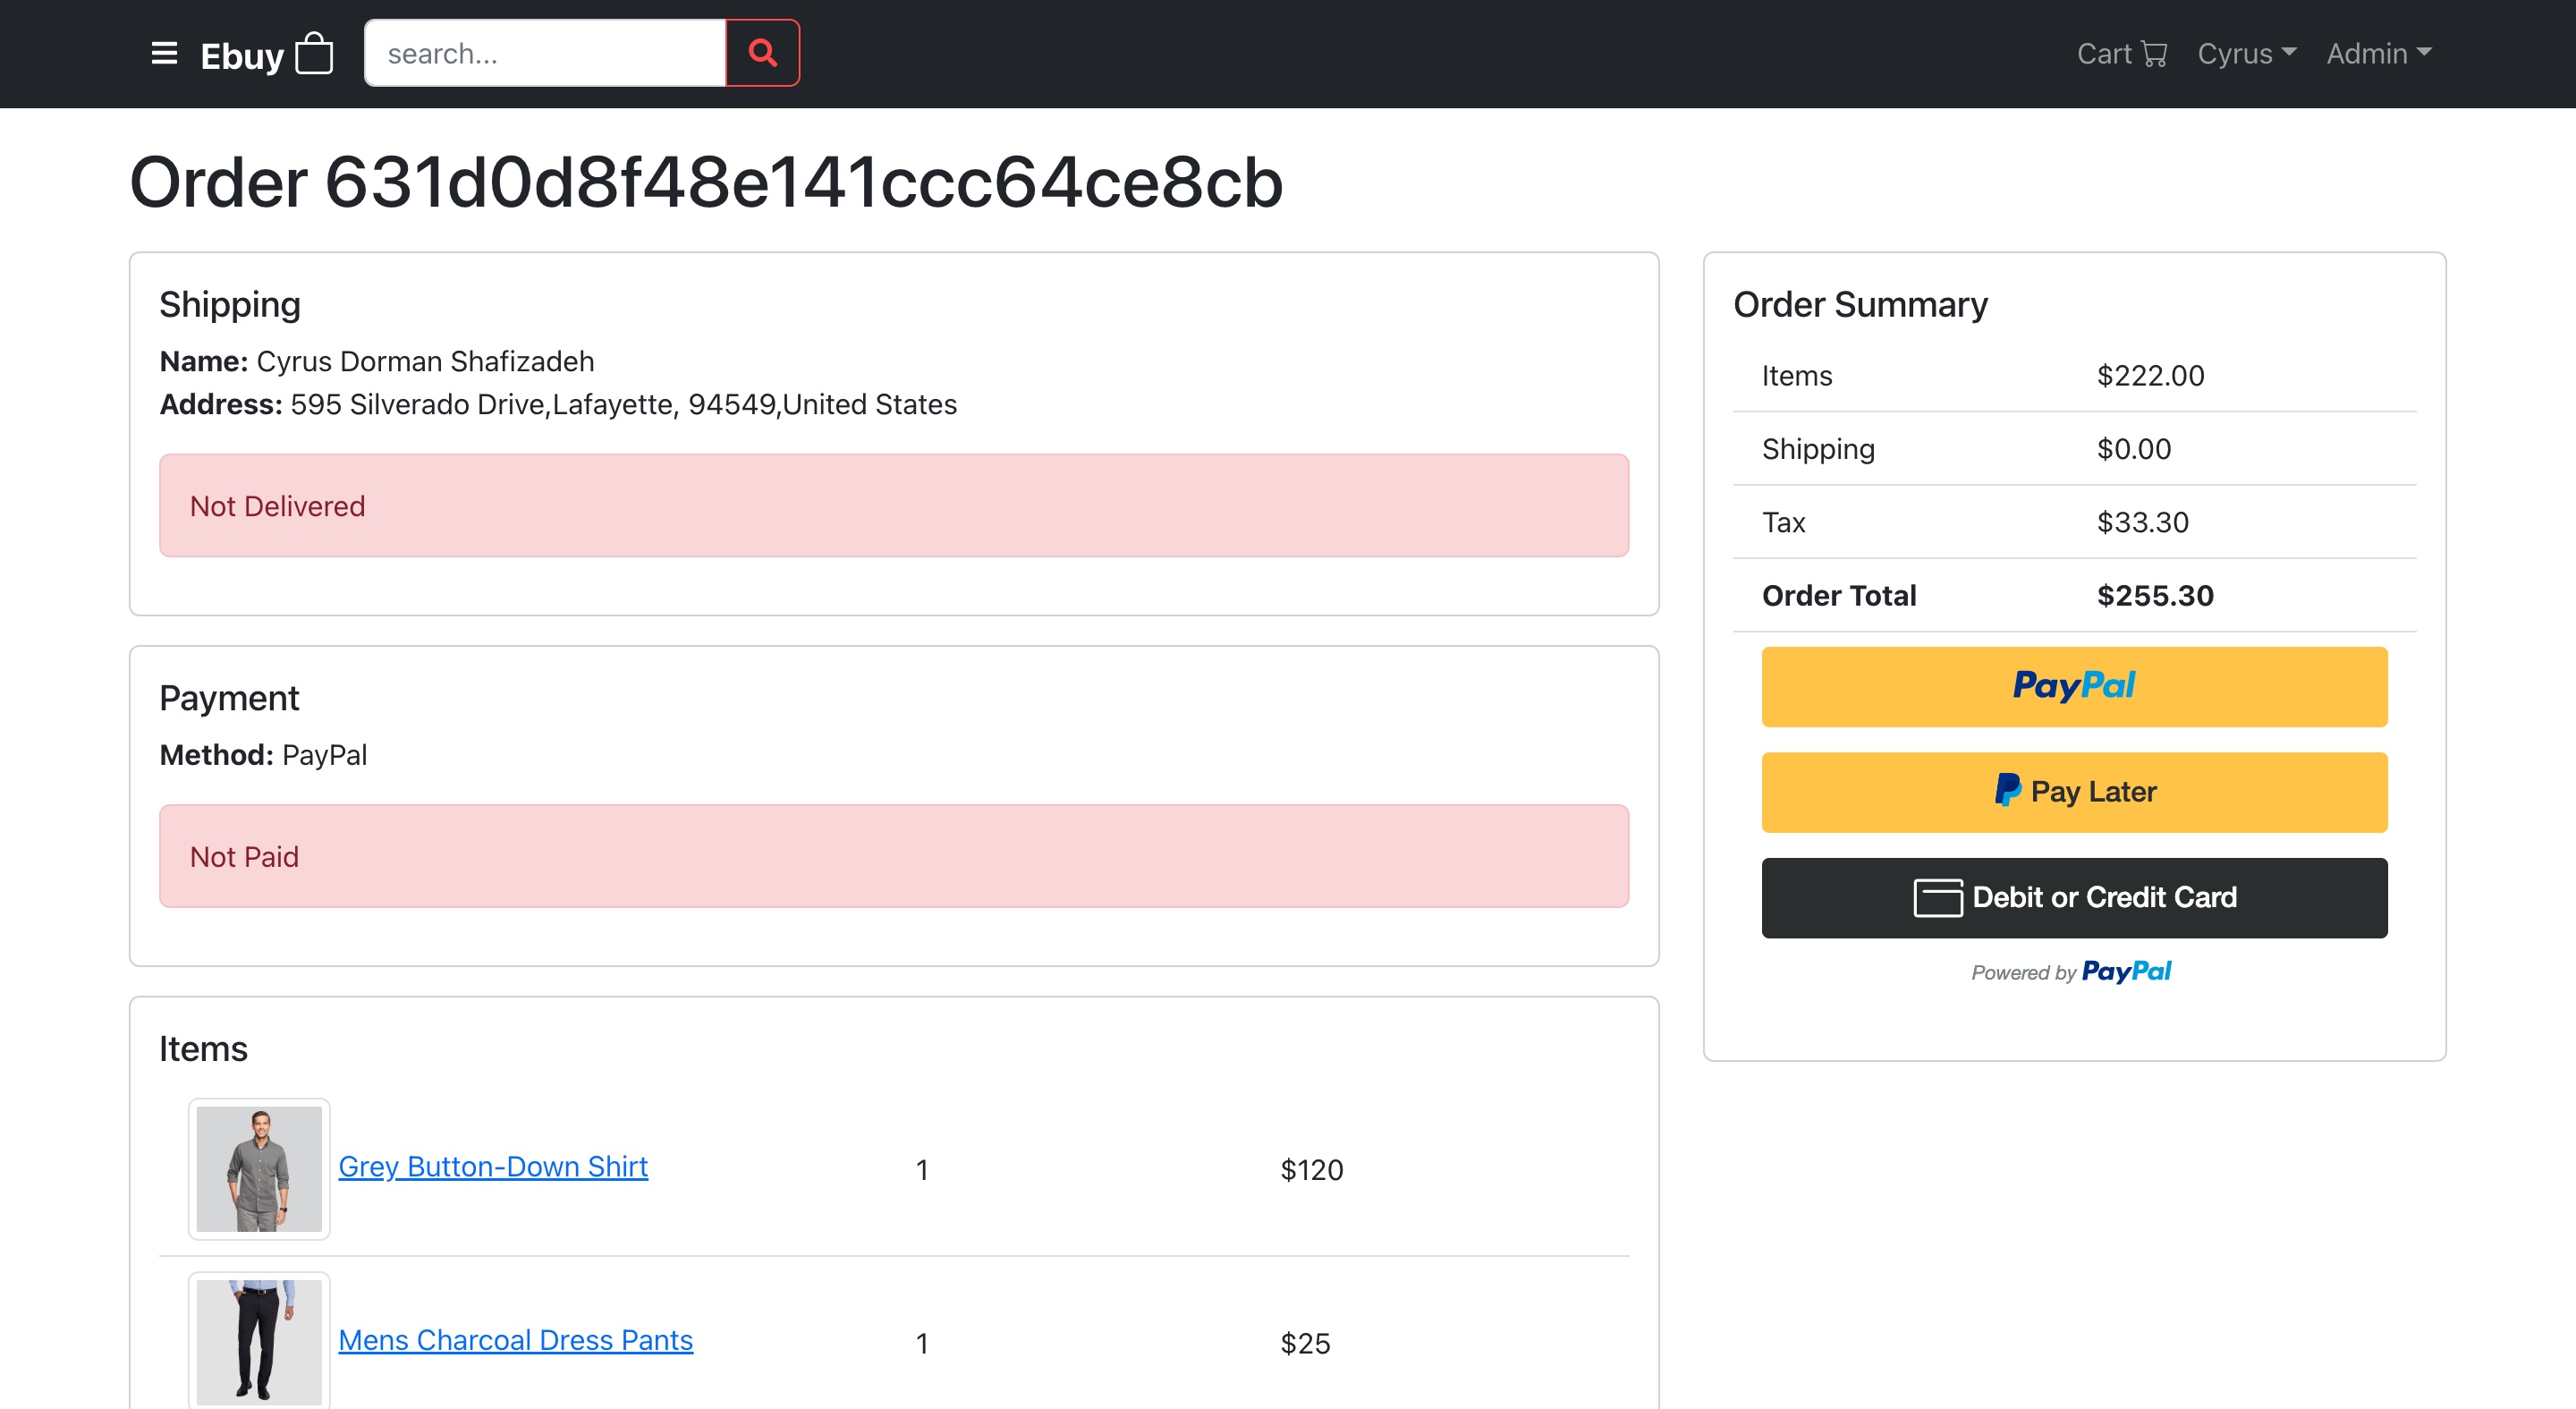 Ebuy
search...
Cart
Cyrus
Admin
Order 631d0d8f48e141ccc64ce8cb
Shipping
Name: Cyrus Dorman Shafizadeh
Address: 595 Silverado Drive,Lafayette, 94549,United States
Not Delivered
Payment
Method: PayPal
Not Paid
Items
Grey Button-Down Shirt 1 $120
Mens Charcoal Dress Pants 1 $25
Order Summary
Items $222.00
Shipping $0.00
Tax $33.30
Order Total $255.30
PayPal
Pay Later
Debit or Credit Card
Powered by PayPal